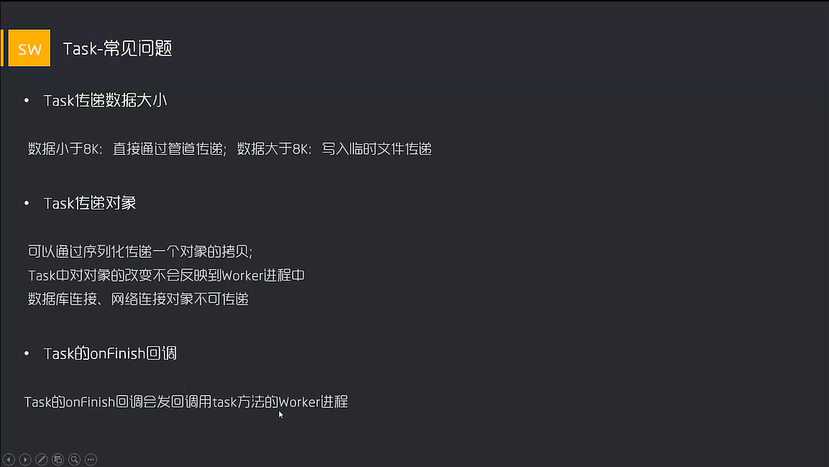 SW
Task-常见问题
• Task传递数据大小
数据小于8K：直接通过管道传递；数据大于8K：写入临时文件传递
• Task传递对象
可以通过序列化传递一个对象的拷贝；
Task中对对象的改变不会反映到Worker进程中
数据库连接、网络连接对象不可传递
• Task的onFinish回调
Task的onFinish回调会发回调用task方法的Worker进程